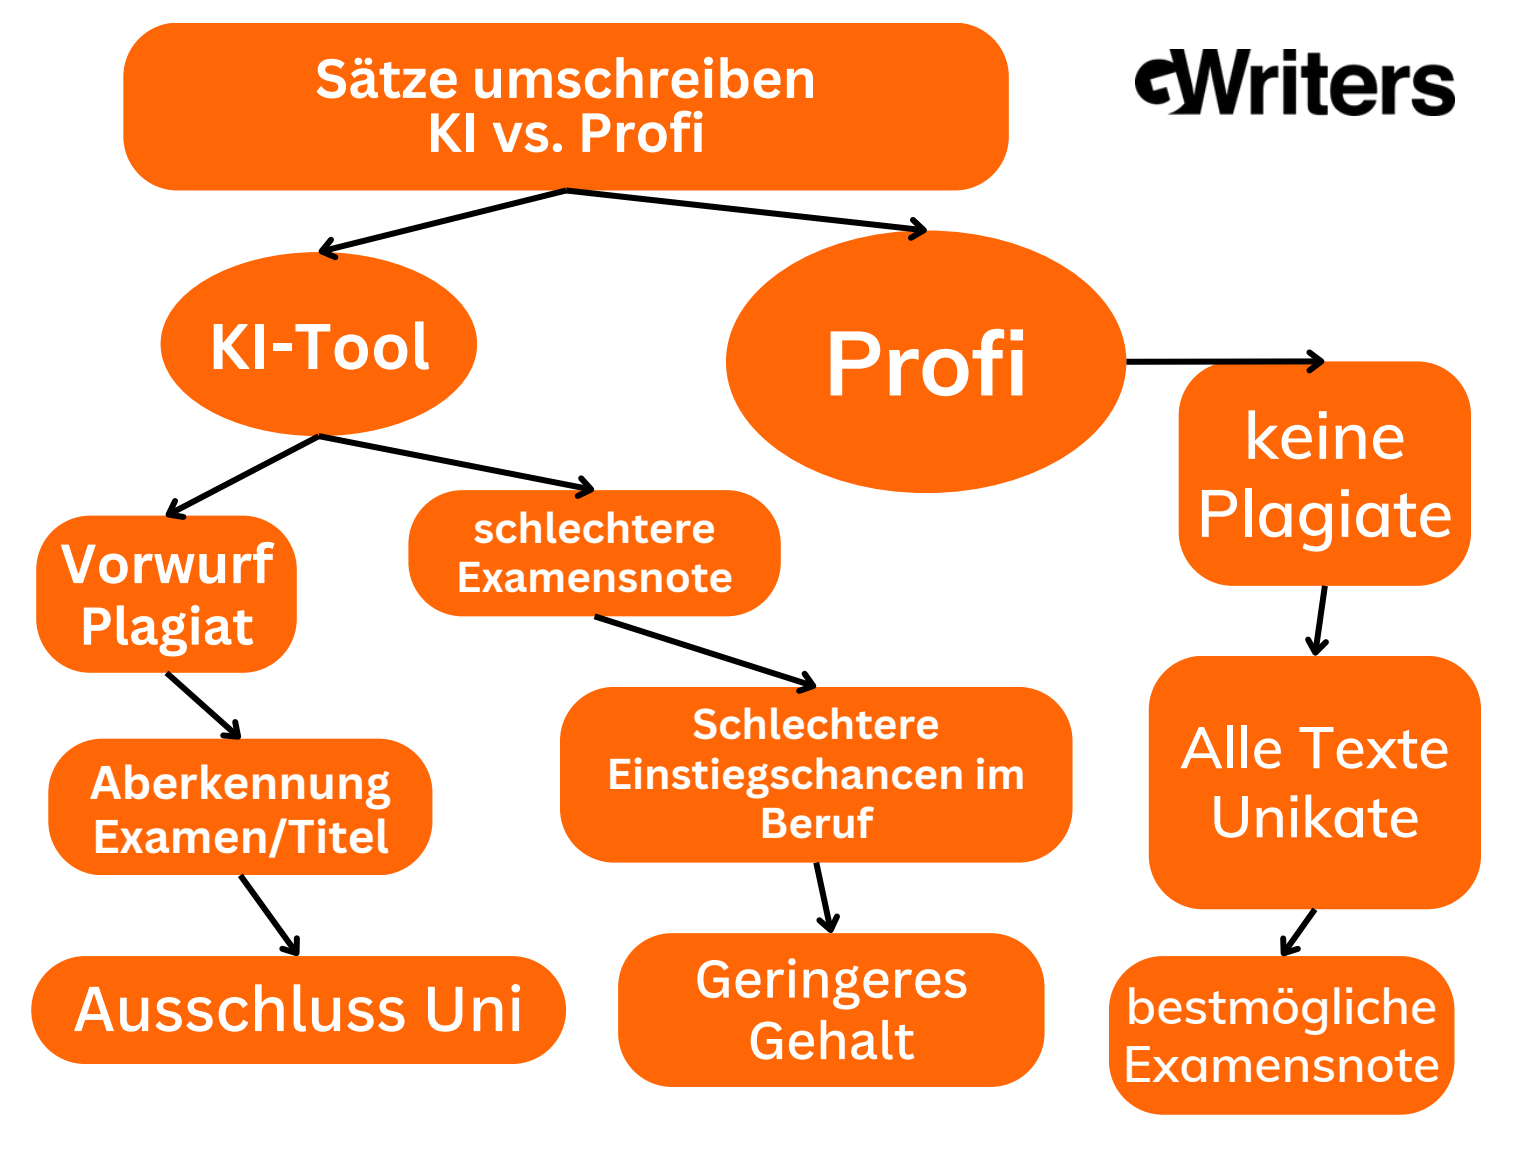 Sätze umschreiben
KI vs. Profi
GWriters
KI-Tool
Profi
keine
Plagiate
Vorwurf
Plagiat
schlechtere
Examensnote
Aberkennung
Examen/Titel
Schlechtere
Einstiegschancen im
Beruf
Alle Texte
Unikate
Ausschluss Uni
Geringeres
Gehalt
bestmögliche
Examensnote